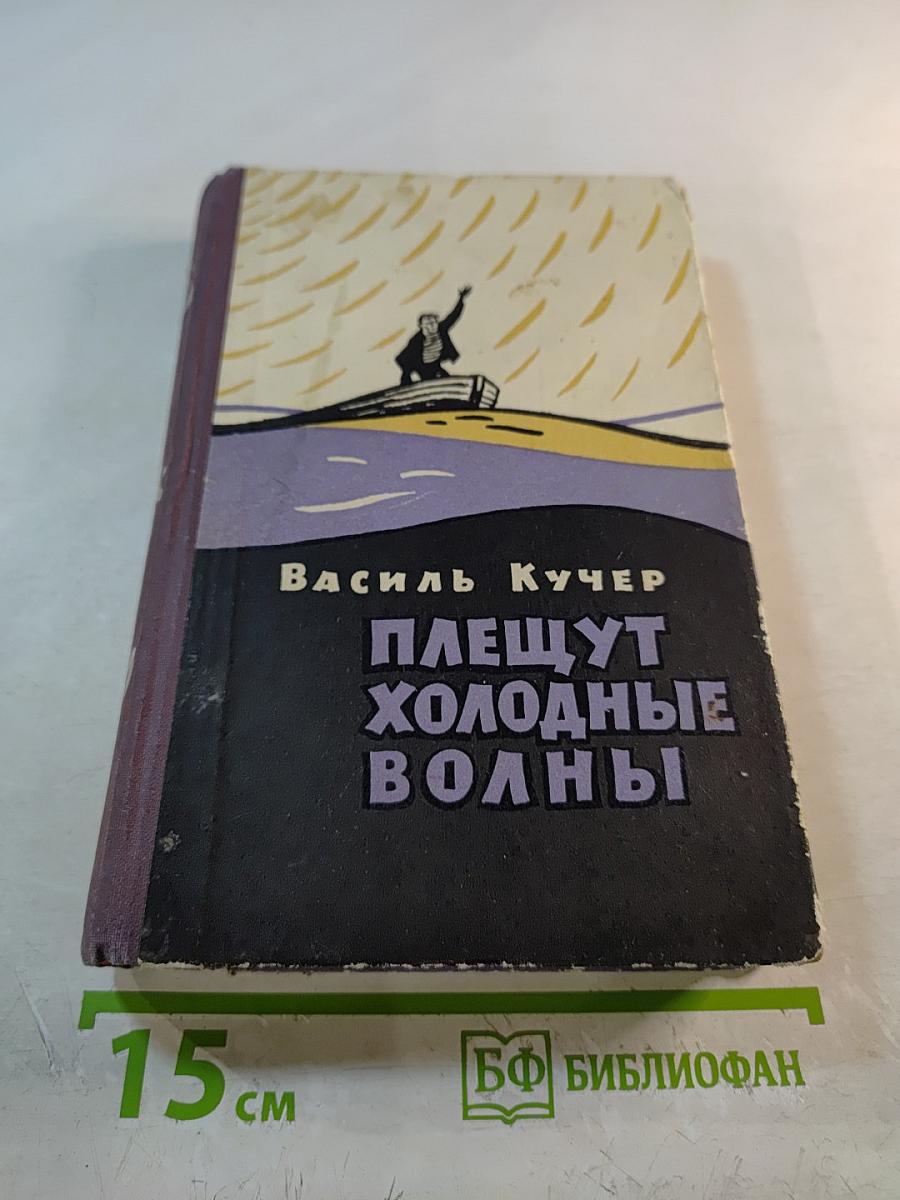 Василь Кучер
ПЛЕЩУТ
ХОЛОДНЫЕ
ВОЛНЫ
15 см
БФ БИБЛИОФАН